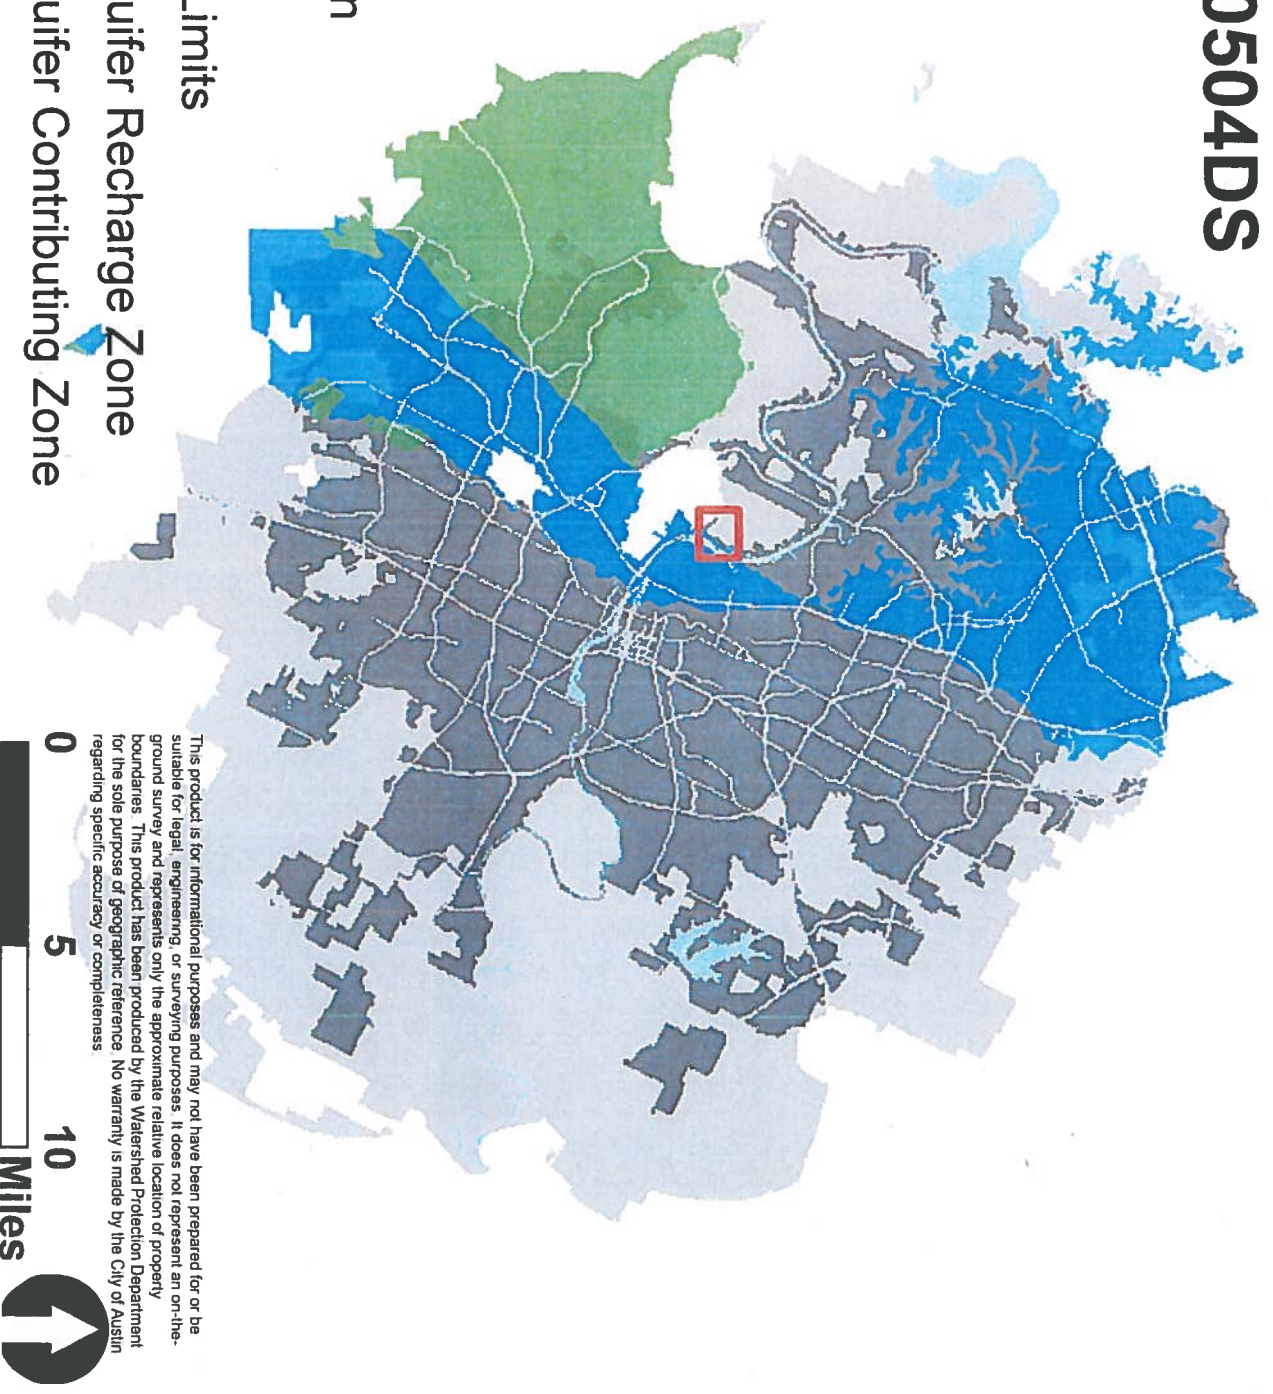 0504DS
n
Limits
uifer Recharge Zone
uifer Contributing Zone
This product is for informational purposes and may not have been prepared for or be
suitable for legal, engineering, or surveying purposes. It does not represent an on-the-
ground survey and represents only the approximate relative location of property
boundaries. This product has been produced by the Watershed Protection Department
for the sole purpose of geographic reference. No warranty is made by the City of Austin
regarding specific accuracy or completeness.
0 5 10
Miles